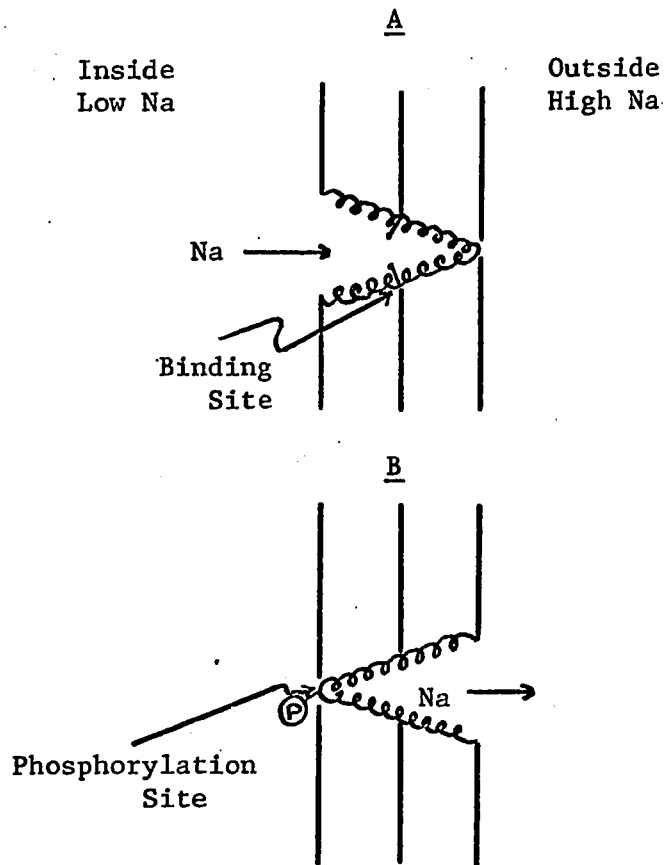 A
Inside
Low Na
Outside
High Na
Na
Binding
Site
B
Na
P
Phosphorylation
Site